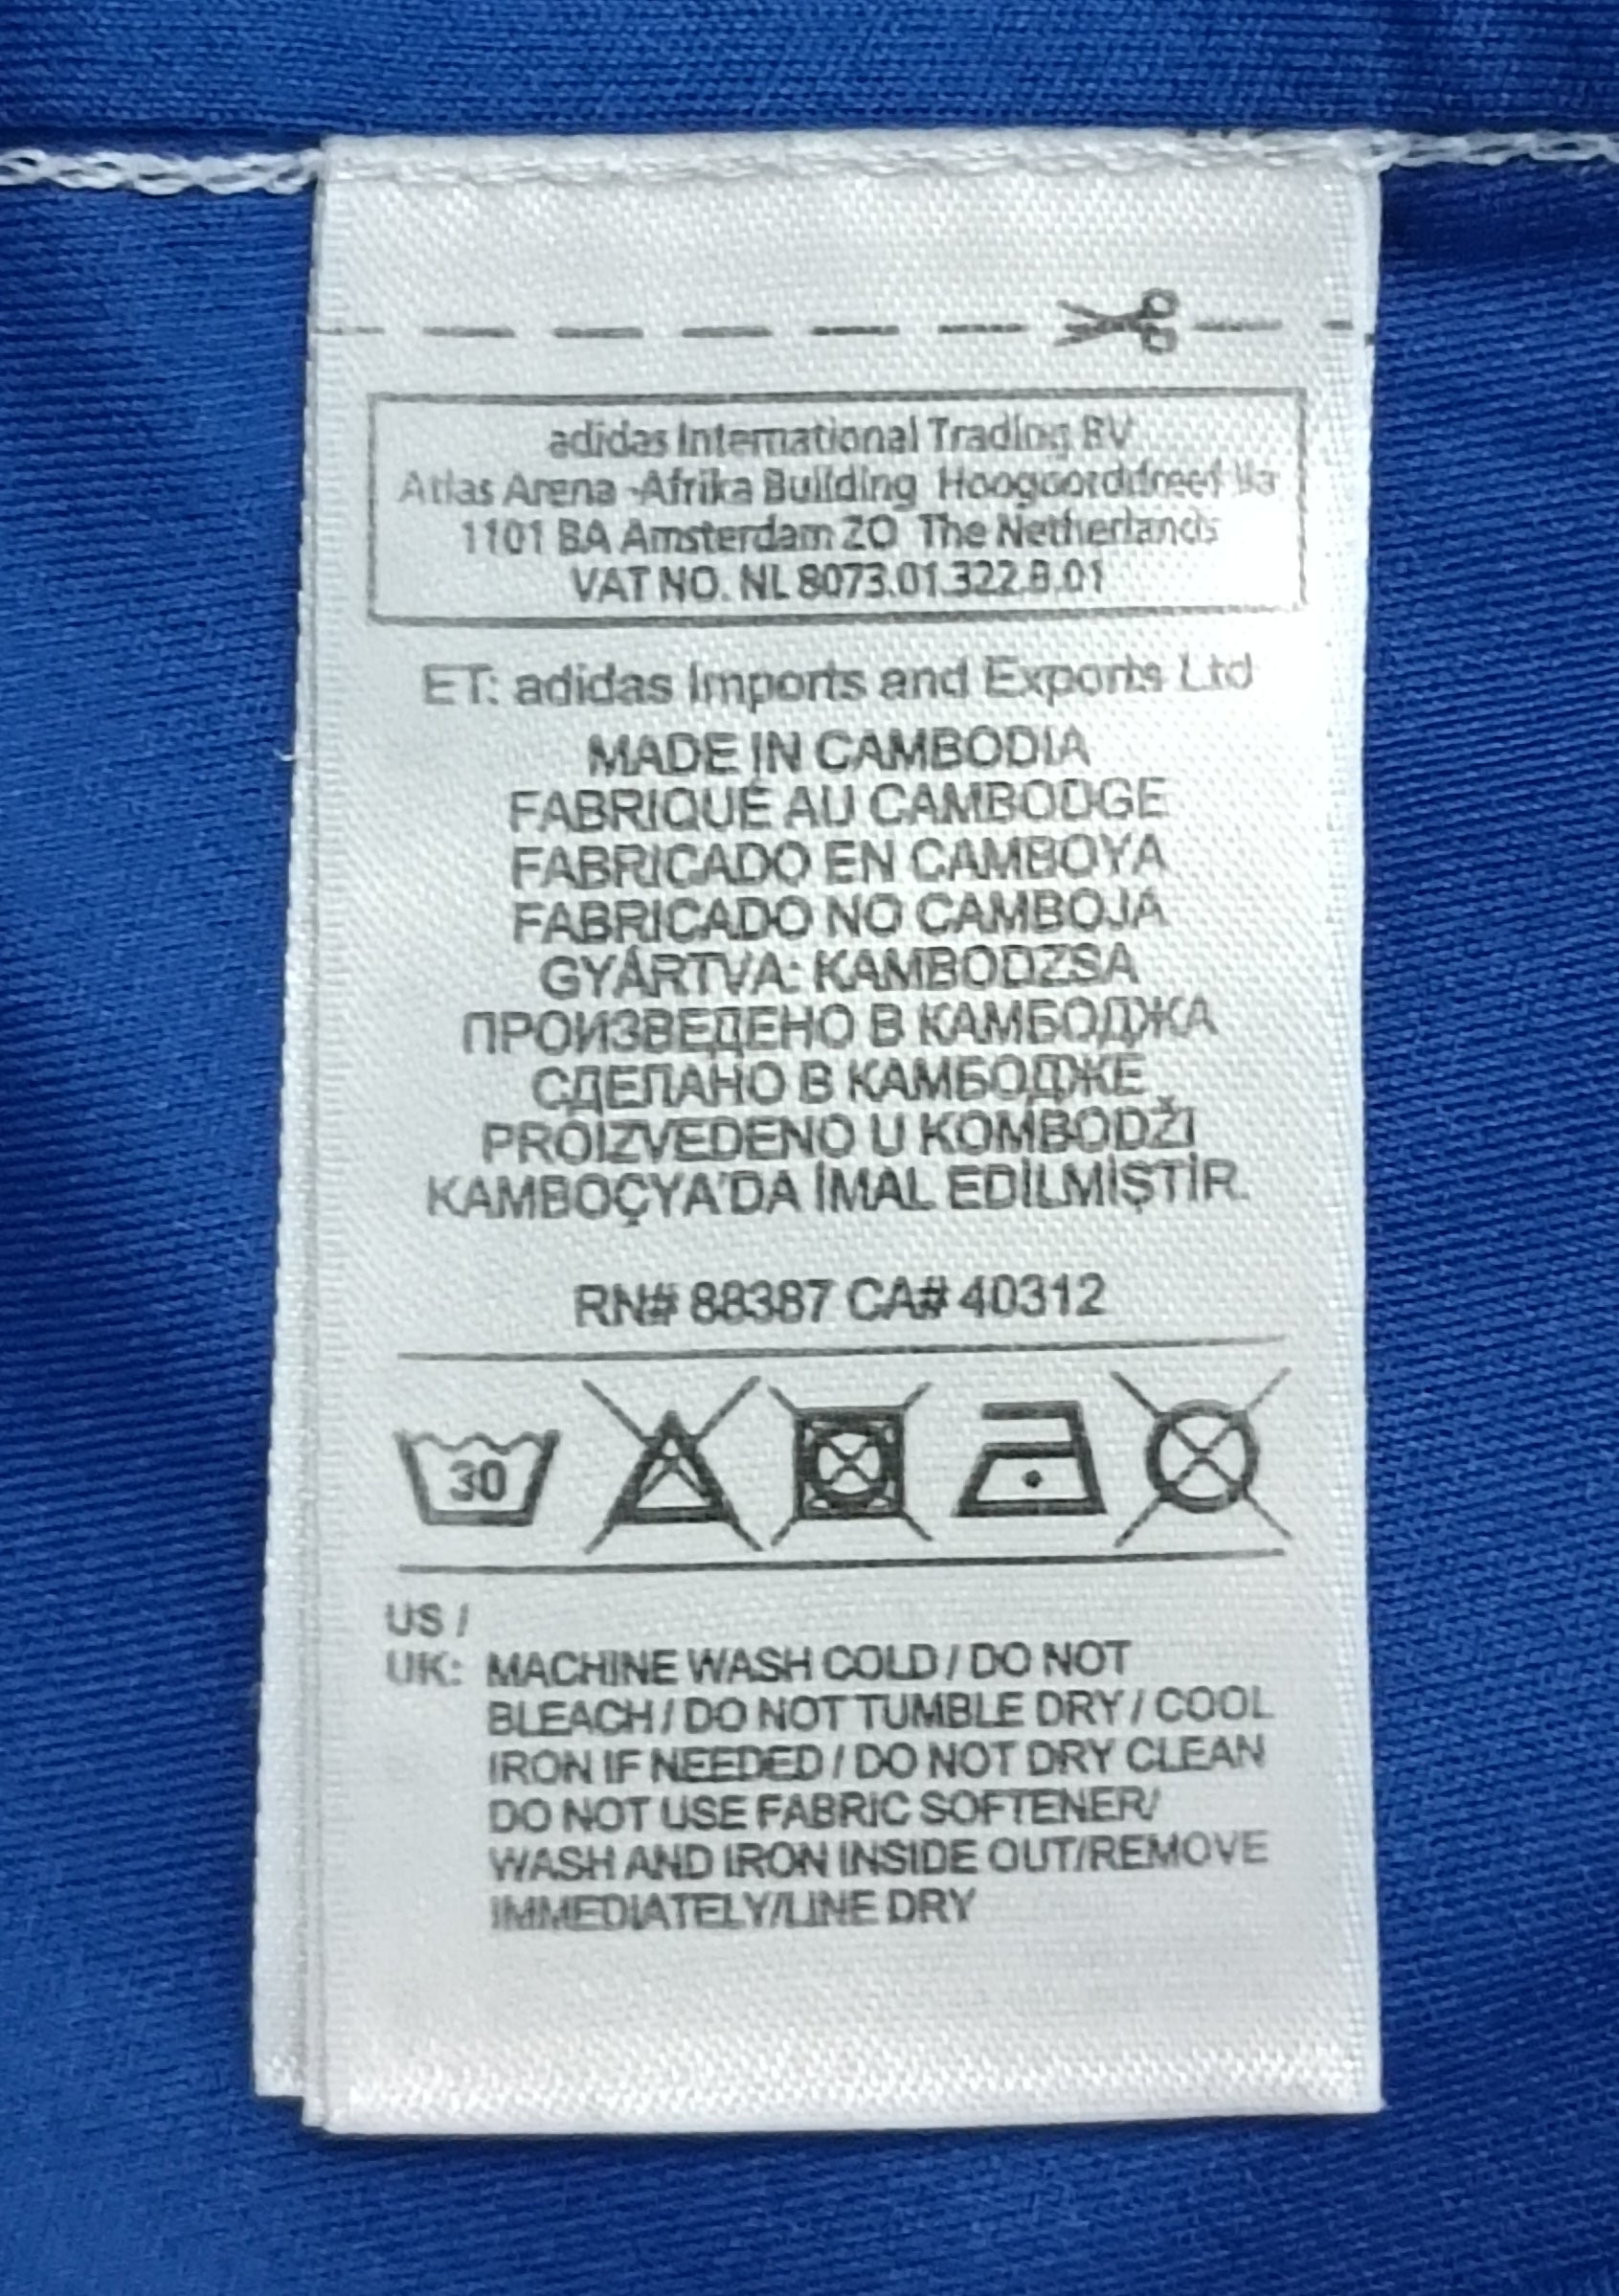 adidas International Trading BV
Atlas Arena -Afrika Building Hoogoorddreef 9a
1101 BA Amsterdam ZO The Netherlands
VAT NO. NL 8073.01.322.B.01
ET: adidas Imports and Exports Ltd
MADE IN CAMBODIA
FABRIQUÉ AU CAMBODGE
FABRICADO EN CAMBOYA
FABRICADO NO CAMBOJA
GYÁRTVA: KAMBODZSA
ПРОИЗВЕДЕНО В КАМБОДЖА
СДЕЛАНО В КАМБОДЖЕ
PROIZVEDENO U KOMBODŽI
KAMBOÇYA'DA İMAL EDİLMİŞTİR.
RN# 88387 CA# 40312
30
US /
UK: MACHINE WASH COLD / DO NOT
BLEACH / DO NOT TUMBLE DRY / COOL
IRON IF NEEDED / DO NOT DRY CLEAN
DO NOT USE FABRIC SOFTENER/
WASH AND IRON INSIDE OUT/REMOVE
IMMEDIATELY/LINE DRY